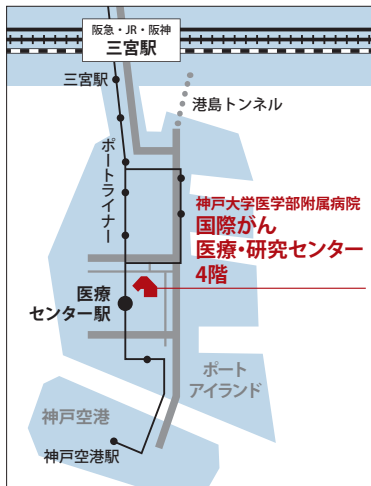 阪急・JR・阪神
三宮駅
三宮駅
港島トンネル
ポートライナー
神戸大学医学部附属病院
国際がん
医療・研究センター
4階
医療
センター駅
ポート
アイランド
神戸空港
神戸空港駅